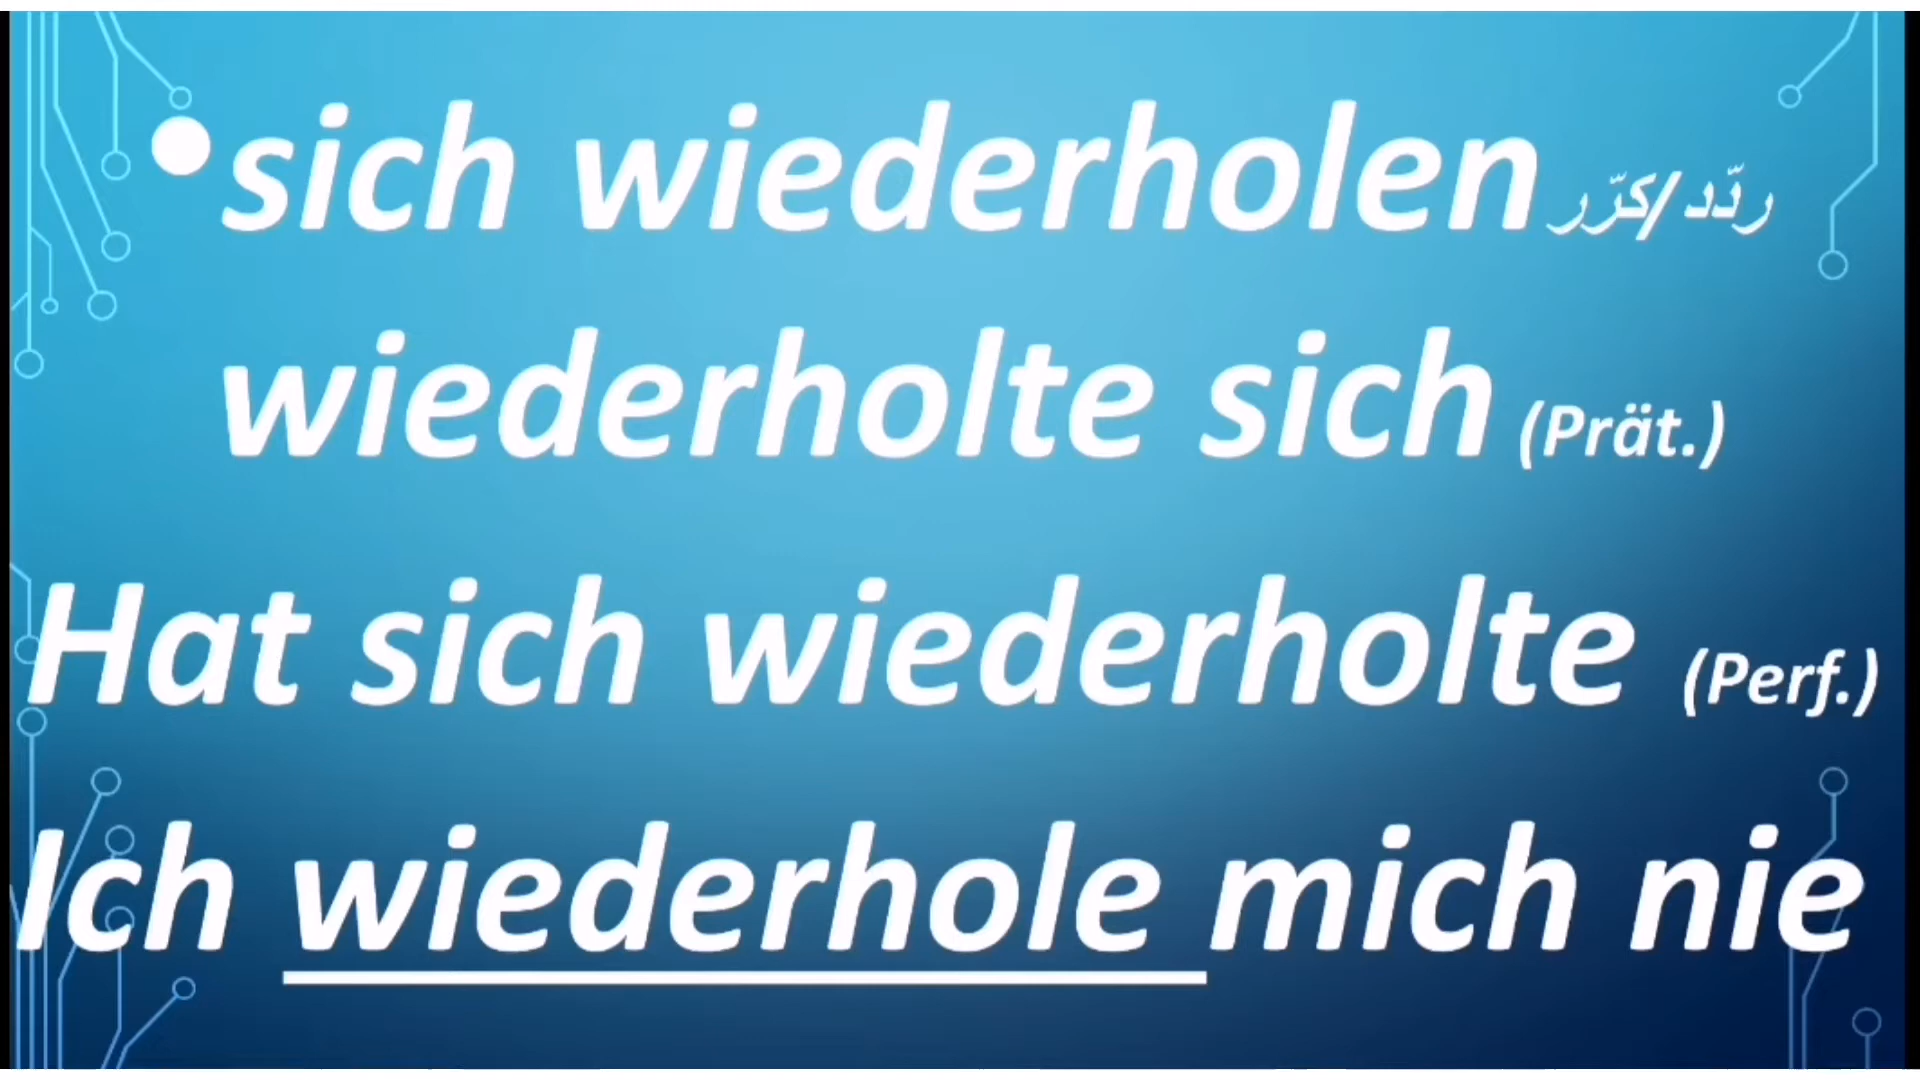 •sich wiederholen ردّد/كرّر
wiederholte sich (Prät.)
Hat sich wiederholte (Perf.)
Ich wiederhole mich nie